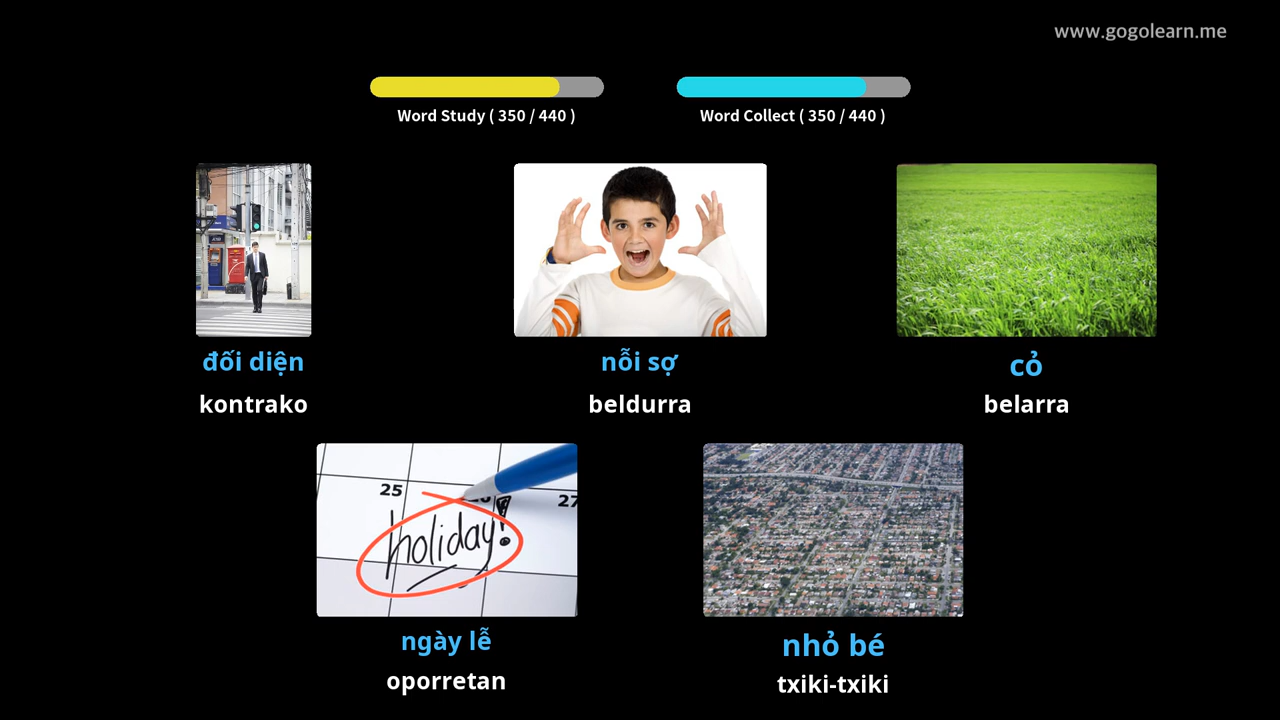 www.gogolearn.me
Word Study ( 350 / 440 )
Word Collect ( 350 / 440 )
đối diện
kontrako
nỗi sợ
beldurra
cỏ
belarra
25
27
holiday!
ngày lễ
oporretan
nhỏ bé
txiki-txiki